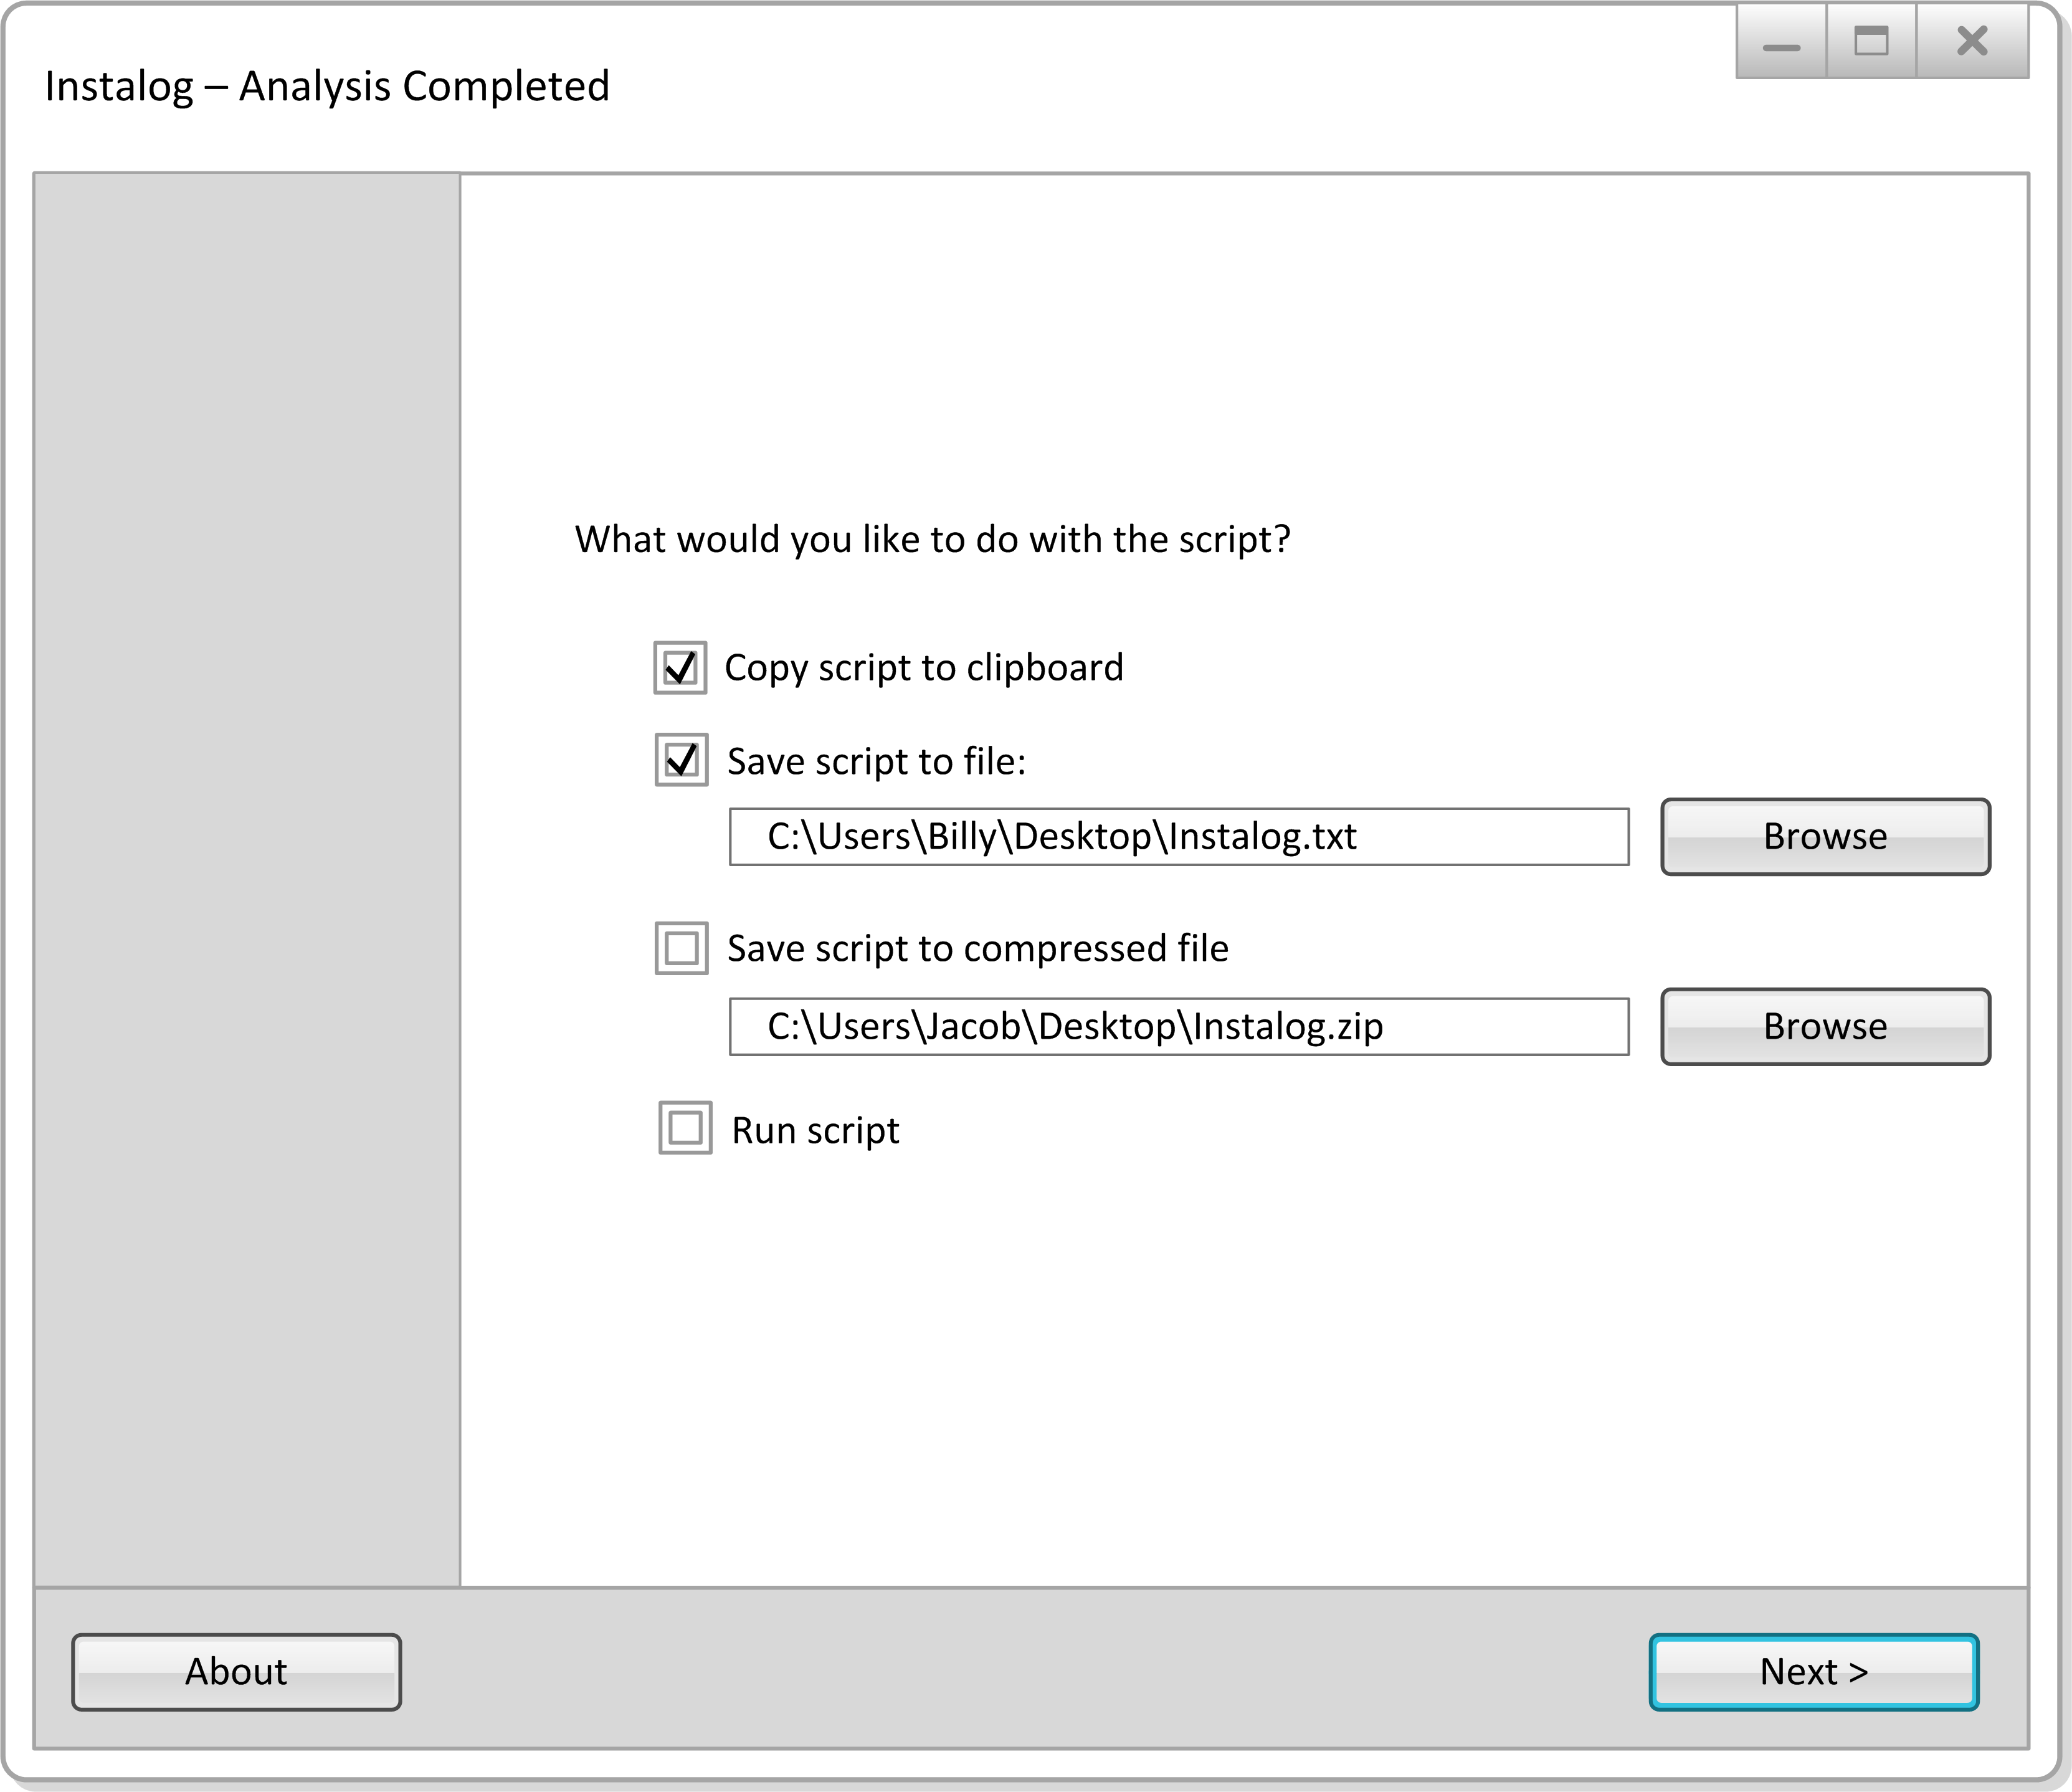 Instalog – Analysis Completed
What would you like to do with the script?
Copy script to clipboard
Save script to file:
C:\Users\Billy\Desktop\Instalog.txt
Browse
Save script to compressed file
C:\Users\Jacob\Desktop\Instalog.zip
Browse
Run script
About
Next >